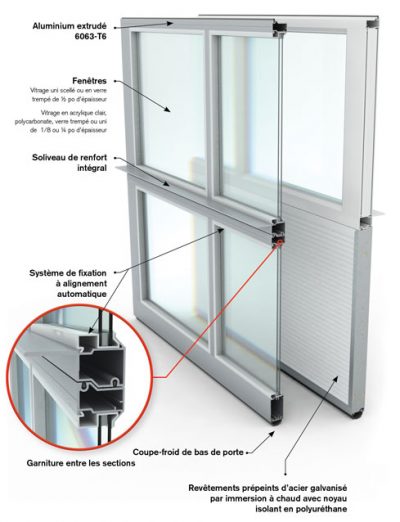 Aluminium extrudé
6063-T6
Fenêtres
Vitrage uni scellé ou en verre
trempé de ½ po d'épaisseur
Vitrage en acrylique clair,
polycarbonate, verre trempé ou uni
de 1/8 ou ¼ po d'épaisseur
Soliveau de renfort
intégral
Système de fixation
à alignement
automatique
Garniture entre les sections
Coupe-froid de bas de porte
Revêtements prépeints d'acier galvanisé
par immersion à chaud avec noyau
isolant en polyuréthane